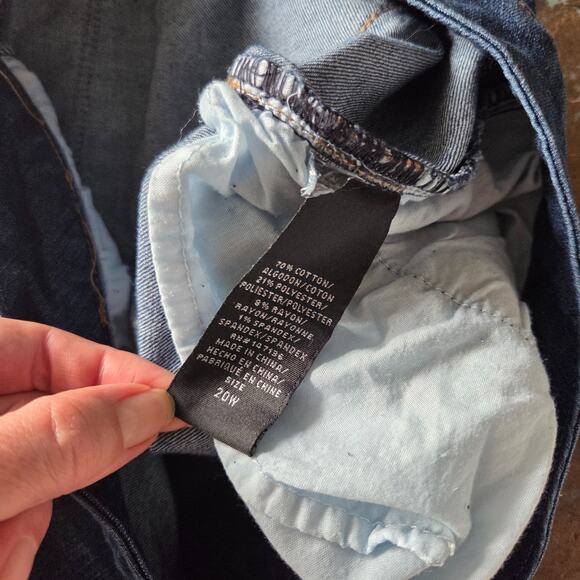 70% COTTON/
ALGODON/COTON
21% POLYESTER/
POLIESTER/POLYESTER
8% RAYON/
RAYON/RAYONNE
1% SPANDEX/
SPANDEX/SPANDEX
RN# 147136
MADE IN CHINA/
HECHO EN CHINA/
FABRIQUE EN CHINE
SIZE
20W